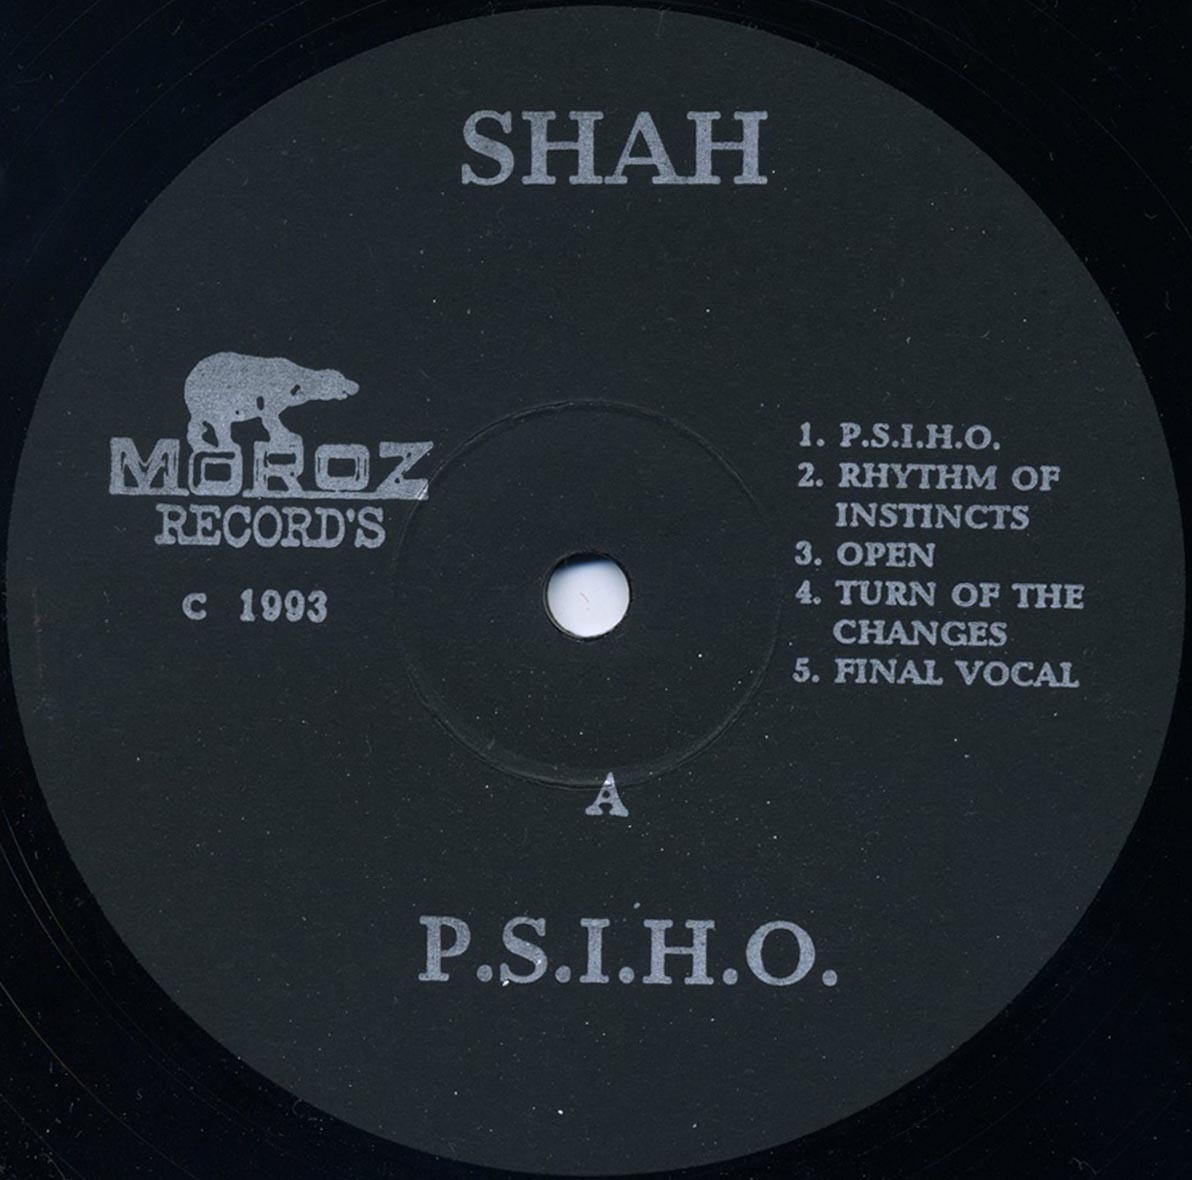 SHAH
MOROZ
RECORD'S
C 1993
1. P.S.I.H.O.
2. RHYTHM OF
INSTINCTS
3. OPEN
4. TURN OF THE
CHANGES
5. FINAL VOCAL
A
P.S.I.H.O.